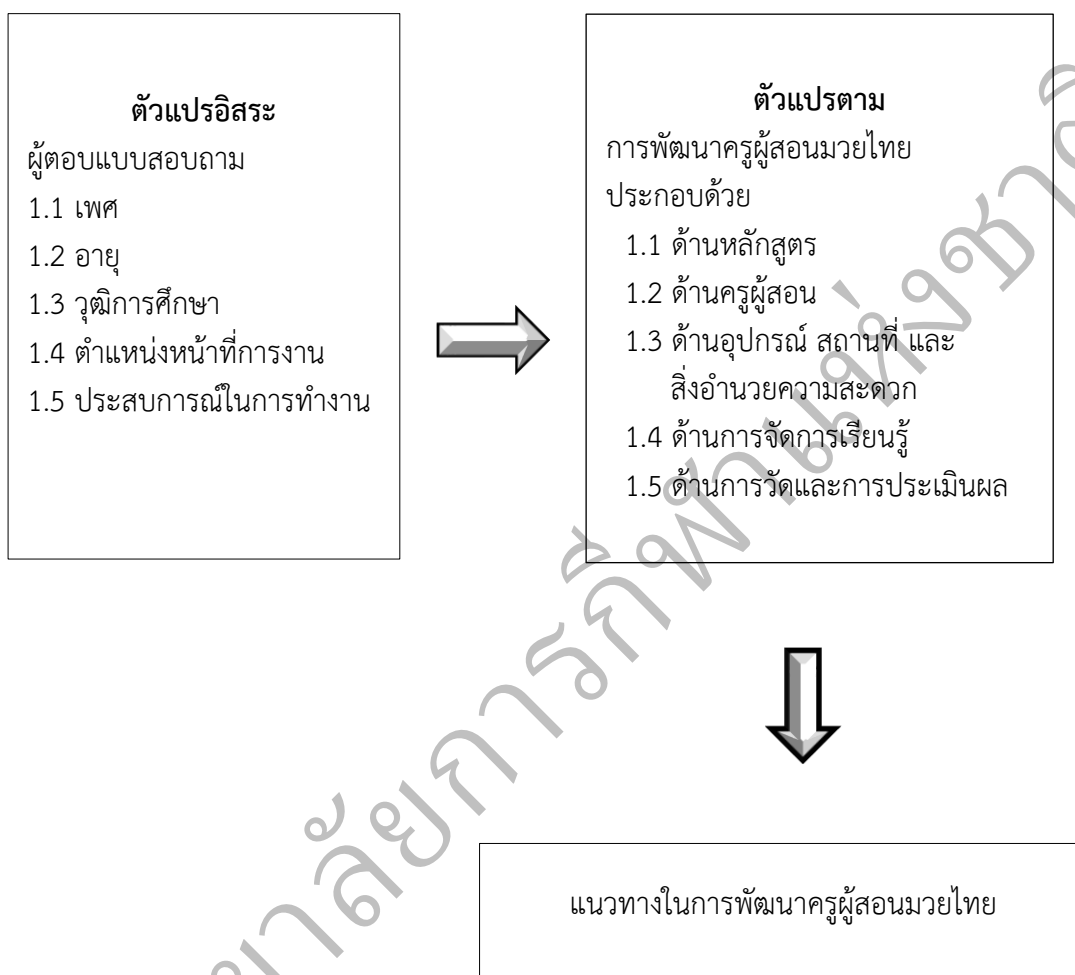 ตัวแปรอิสระ
ผู้ตอบแบบสอบถาม
1.1 เพศ
1.2 อายุ
1.3 วุฒิการศึกษา
1.4 ตำแหน่งหน้าที่การงาน
1.5 ประสบการณ์ในการทำงาน
ตัวแปรตาม
การพัฒนาครูผู้สอนมวยไทย
ประกอบด้วย
1.1 ด้านหลักสูตร
1.2 ด้านครูผู้สอน
1.3 ด้านอุปกรณ์ สถานที่ และ
สิ่งอำนวยความสะดวก
1.4 ด้านการจัดการเรียนรู้
1.5 ด้านการวัดและการประเมินผล
แนวทางในการพัฒนาครูผู้สอนมวยไทย